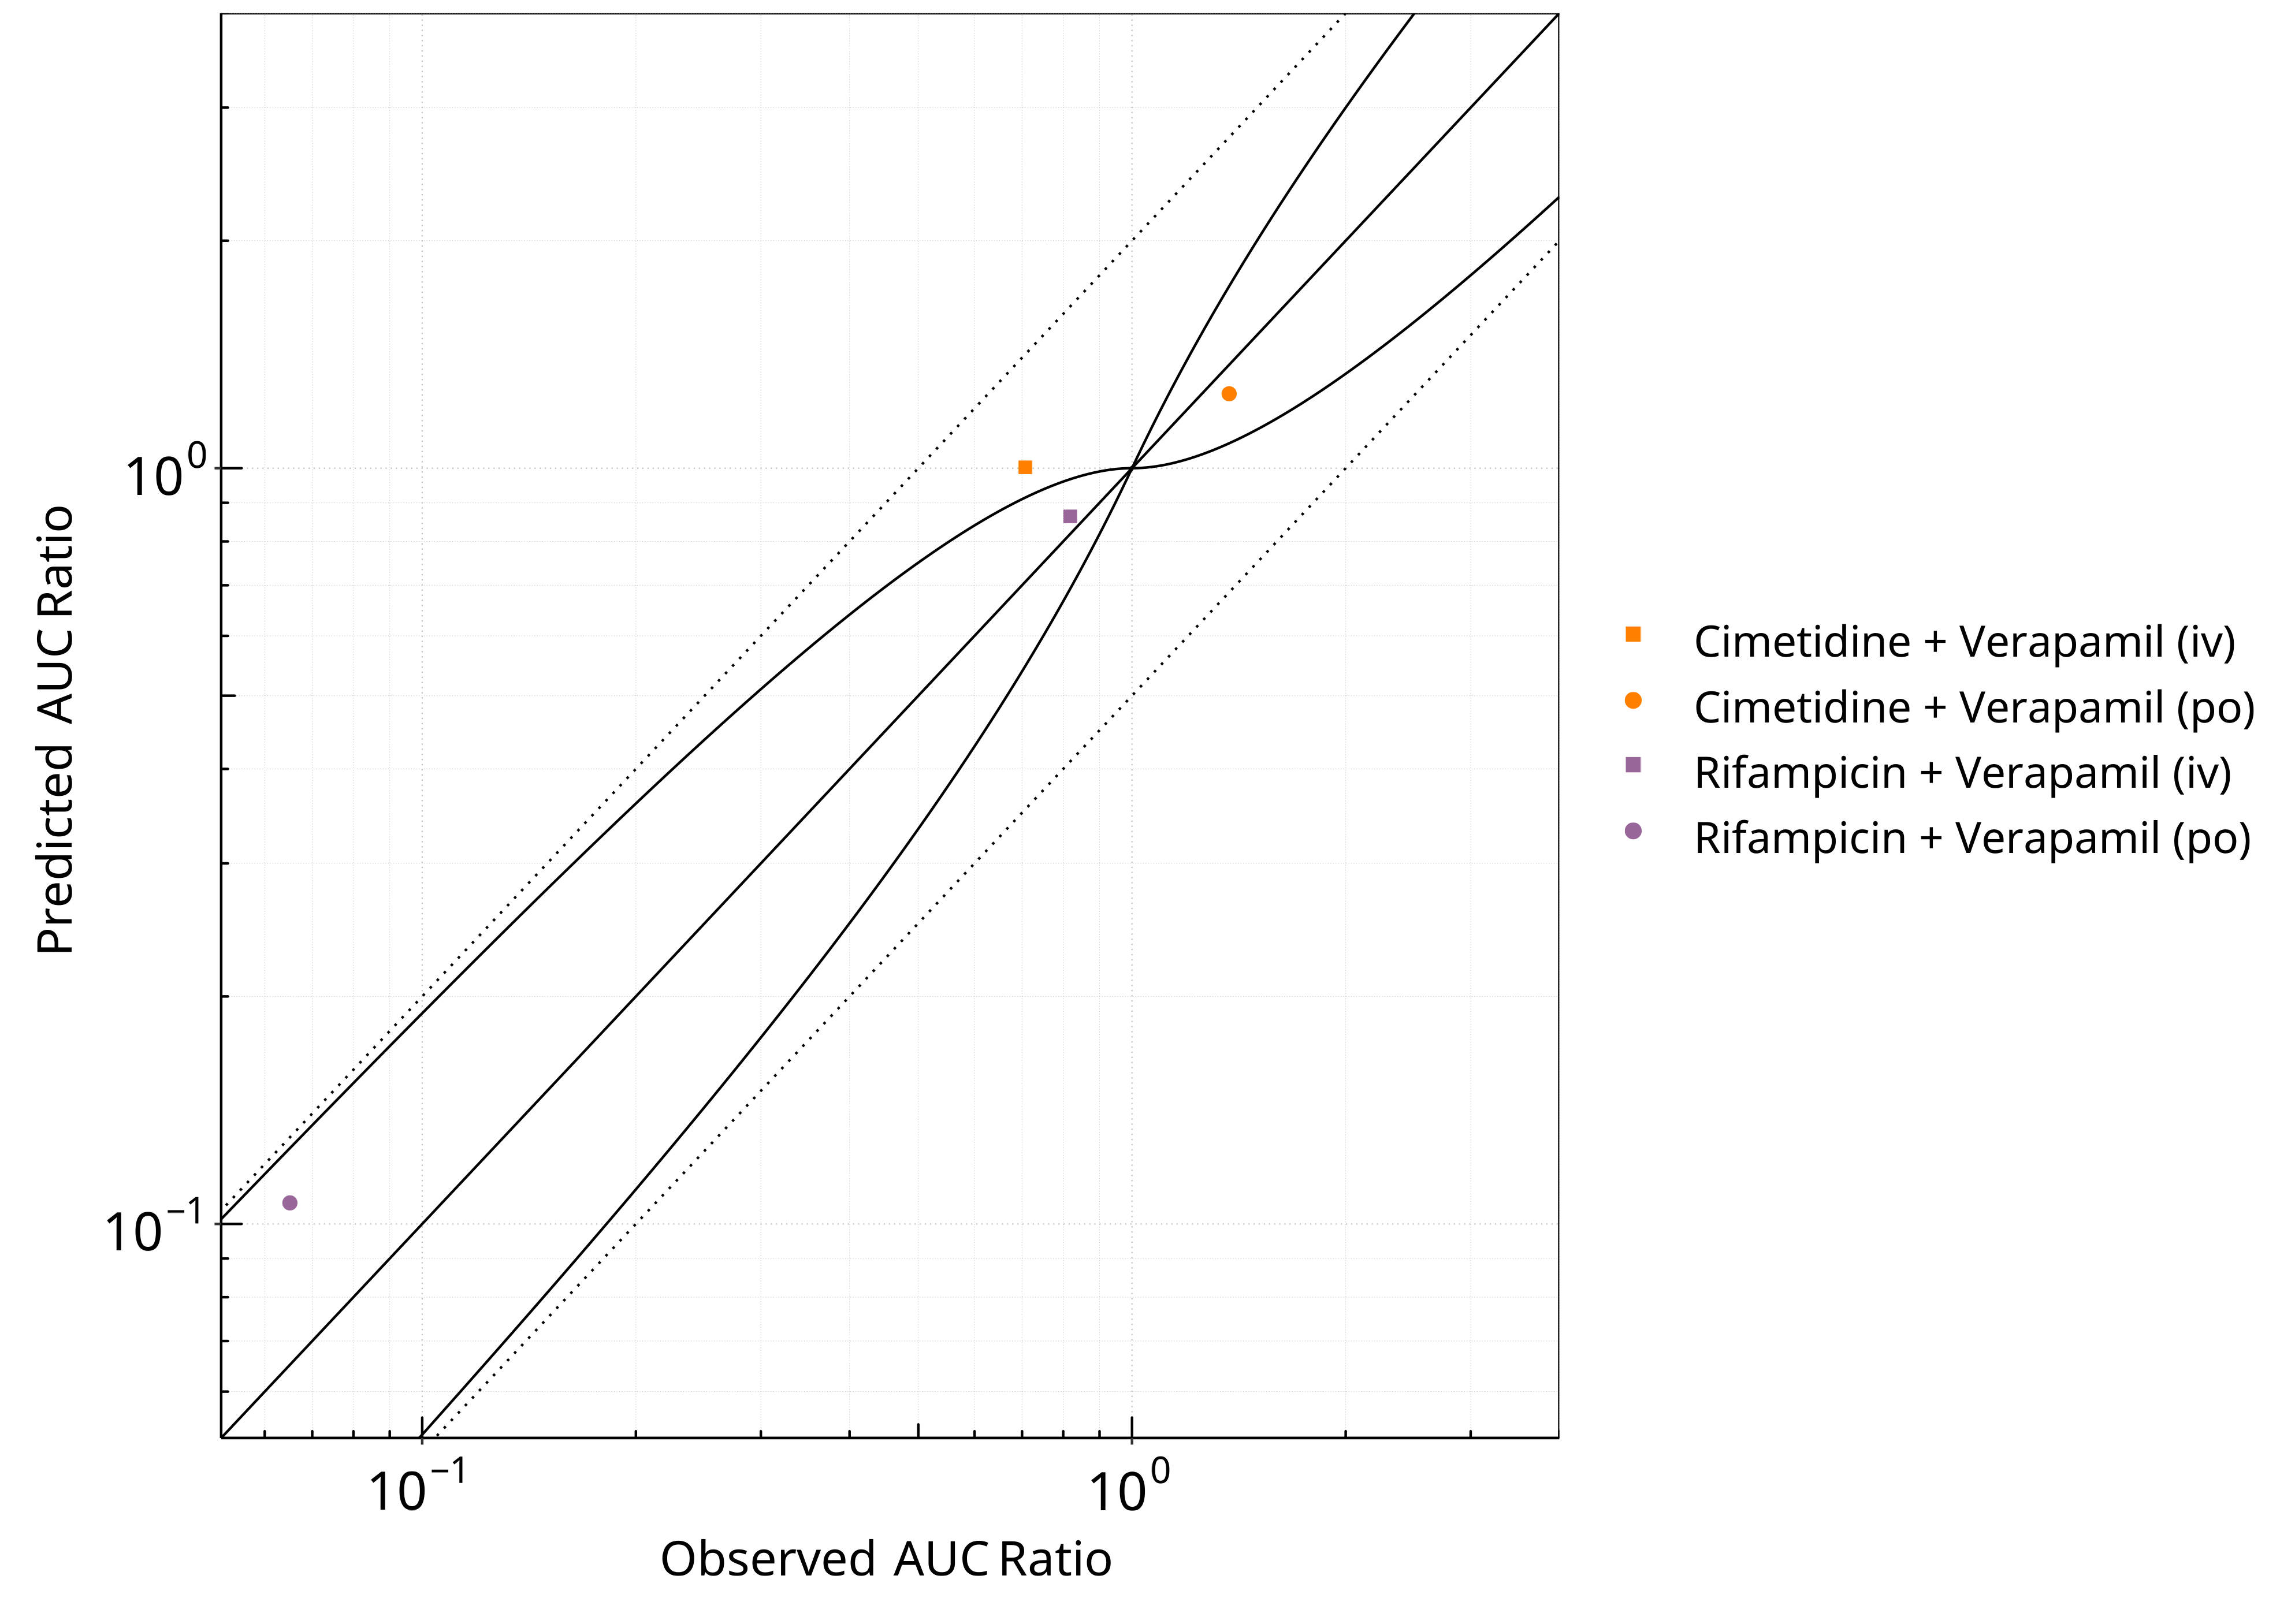 Predicted AUC Ratio
10⁰
10⁻¹
10⁻¹
10⁰
Observed AUC Ratio
Cimetidine + Verapamil (iv)
Cimetidine + Verapamil (po)
Rifampicin + Verapamil (iv)
Rifampicin + Verapamil (po)